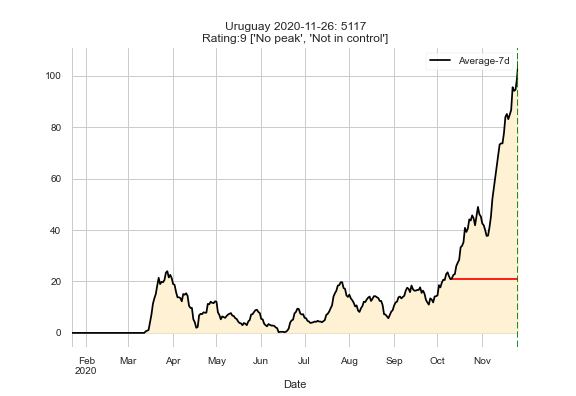 Uruguay 2020-11-26: 5117
Rating:9 ['No peak', 'Not in control']
Average-7d
100
80
60
40
20
0
Feb Mar Apr May Jun Jul Aug Sep Oct Nov
2020
Date